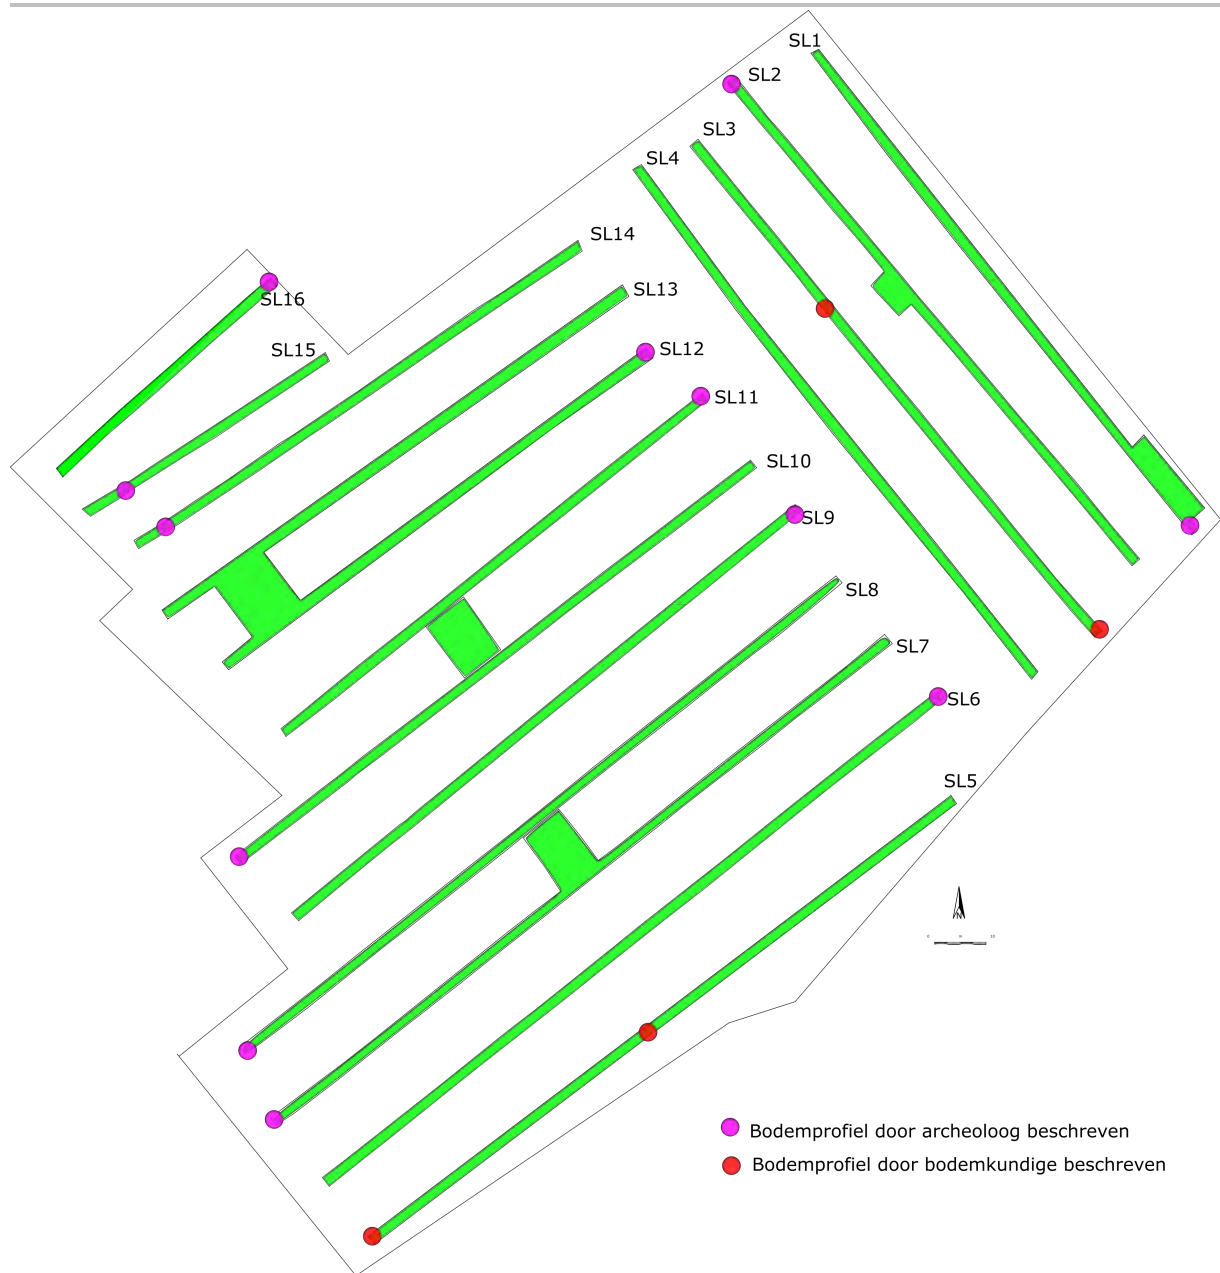 SL1
SL2
SL3
SL4
SL14
SL13
SL16
SL15
SL12
SL11
SL10
SL9
SL8
SL7
SL6
SL5
N
Bodemprofiel door archeoloog beschreven
Bodemprofiel door bodemkundige beschreven